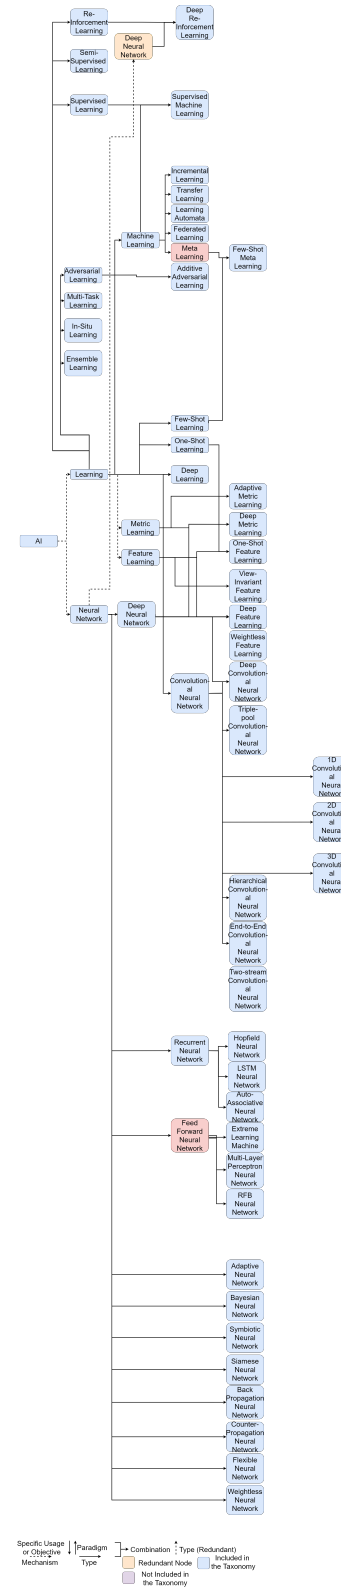 Re-
Inforcement
Learning
Deep
Re-
Inforcement
Learning
Deep
Neural
Network
Semi-
Supervised
Learning
Supervised
Learning
Supervised
Machine
Learning
Incremental
Learning
Transfer
Learning
Learning
Automata
Federated
Learning
Machine
Learning
Meta
Learning
Few-Shot
Meta
Learning
Adversarial
Learning
Additive
Adversarial
Learning
Multi-Task
Learning
In-Situ
Learning
Ensemble
Learning
Few-Shot
Learning
One-Shot
Learning
Learning
Deep
Learning
Adaptive
Metric
Learning
Metric
Learning
Deep
Metric
Learning
AI
Feature
Learning
One-Shot
Feature
Learning
View-
Invariant
Feature
Learning
Neural
Network
Deep
Neural
Network
Deep
Feature
Learning
Weightless
Feature
Learning
Convolution-
al
Neural
Network
Deep
Convolution-
al
Neural
Network
Triple-
pool
Convolution-
al
Neural
Network
1D
al
2D
al
3D
al
Hierarchical
Convolution-
al
Neural
Network
End-to-End
Convolution-
al
Neural
Network
Two-stream
Convolution-
al
Neural
Network
Recurrent
Neural
Network
Hopfield
Neural
Network
LSTM
Neural
Network
Auto-
Associative
Neural
Network
Feed
Forward
Neural
Network
Extreme
Learning
Machine
Multi-Layer
Perceptron
Neural
Network
RFB
Neural
Network
Adaptive
Neural
Network
Bayesian
Neural
Network
Symbiotic
Neural
Network
Siamese
Neural
Network
Back
Propagation
Neural
Network
Counter-
Propagation
Neural
Network
Flexible
Neural
Network
Weightless
Neural
Network
Specific Usage
or Objective
Paradigm
Combination
Type (Redundant)
Mechanism
Type
Redundant Node
Included in
the Taxonomy
Not Included in
the Taxonomy